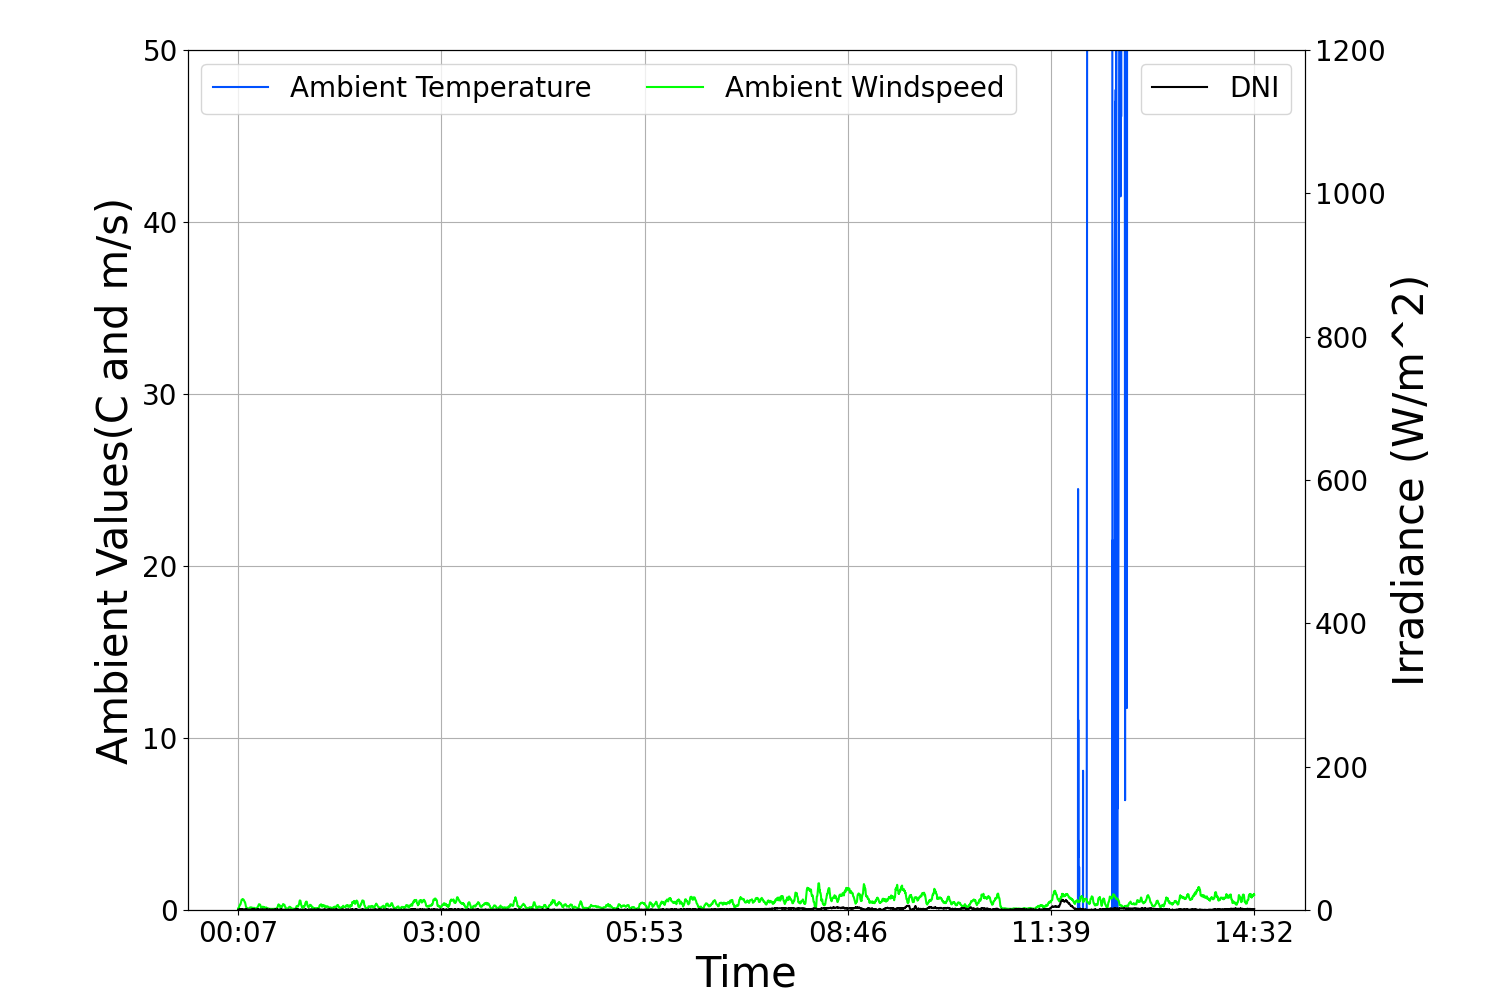 Ambient Temperature
Ambient Windspeed
DNI
Ambient Values(C and m/s)
50
40
30
20
10
0
1200
1000
800
600
400
200
0
Irradiance (W/m^2)
00:07 03:00 05:53 08:46 11:39 14:32
Time